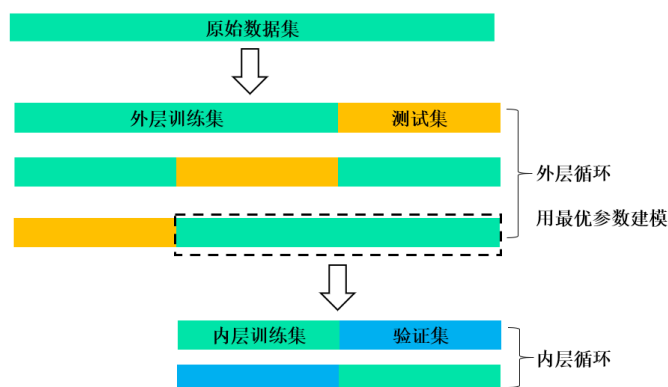 原始数据集
外层训练集
测试集
外层循环
用最优参数建模
内层训练集
验证集
内层循环